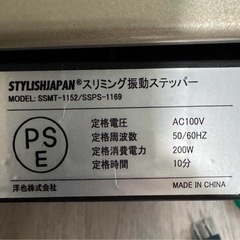 STYLISHJAPAN®スリミング振動ステッパー
MODEL: SSMT-1152/SSPS-1169
PS
E
定格電圧 AC100V
定格周波数 50/60HZ
定格消費電力 200W
定格時間 10分
洋也株式会社 MADE IN CHINA